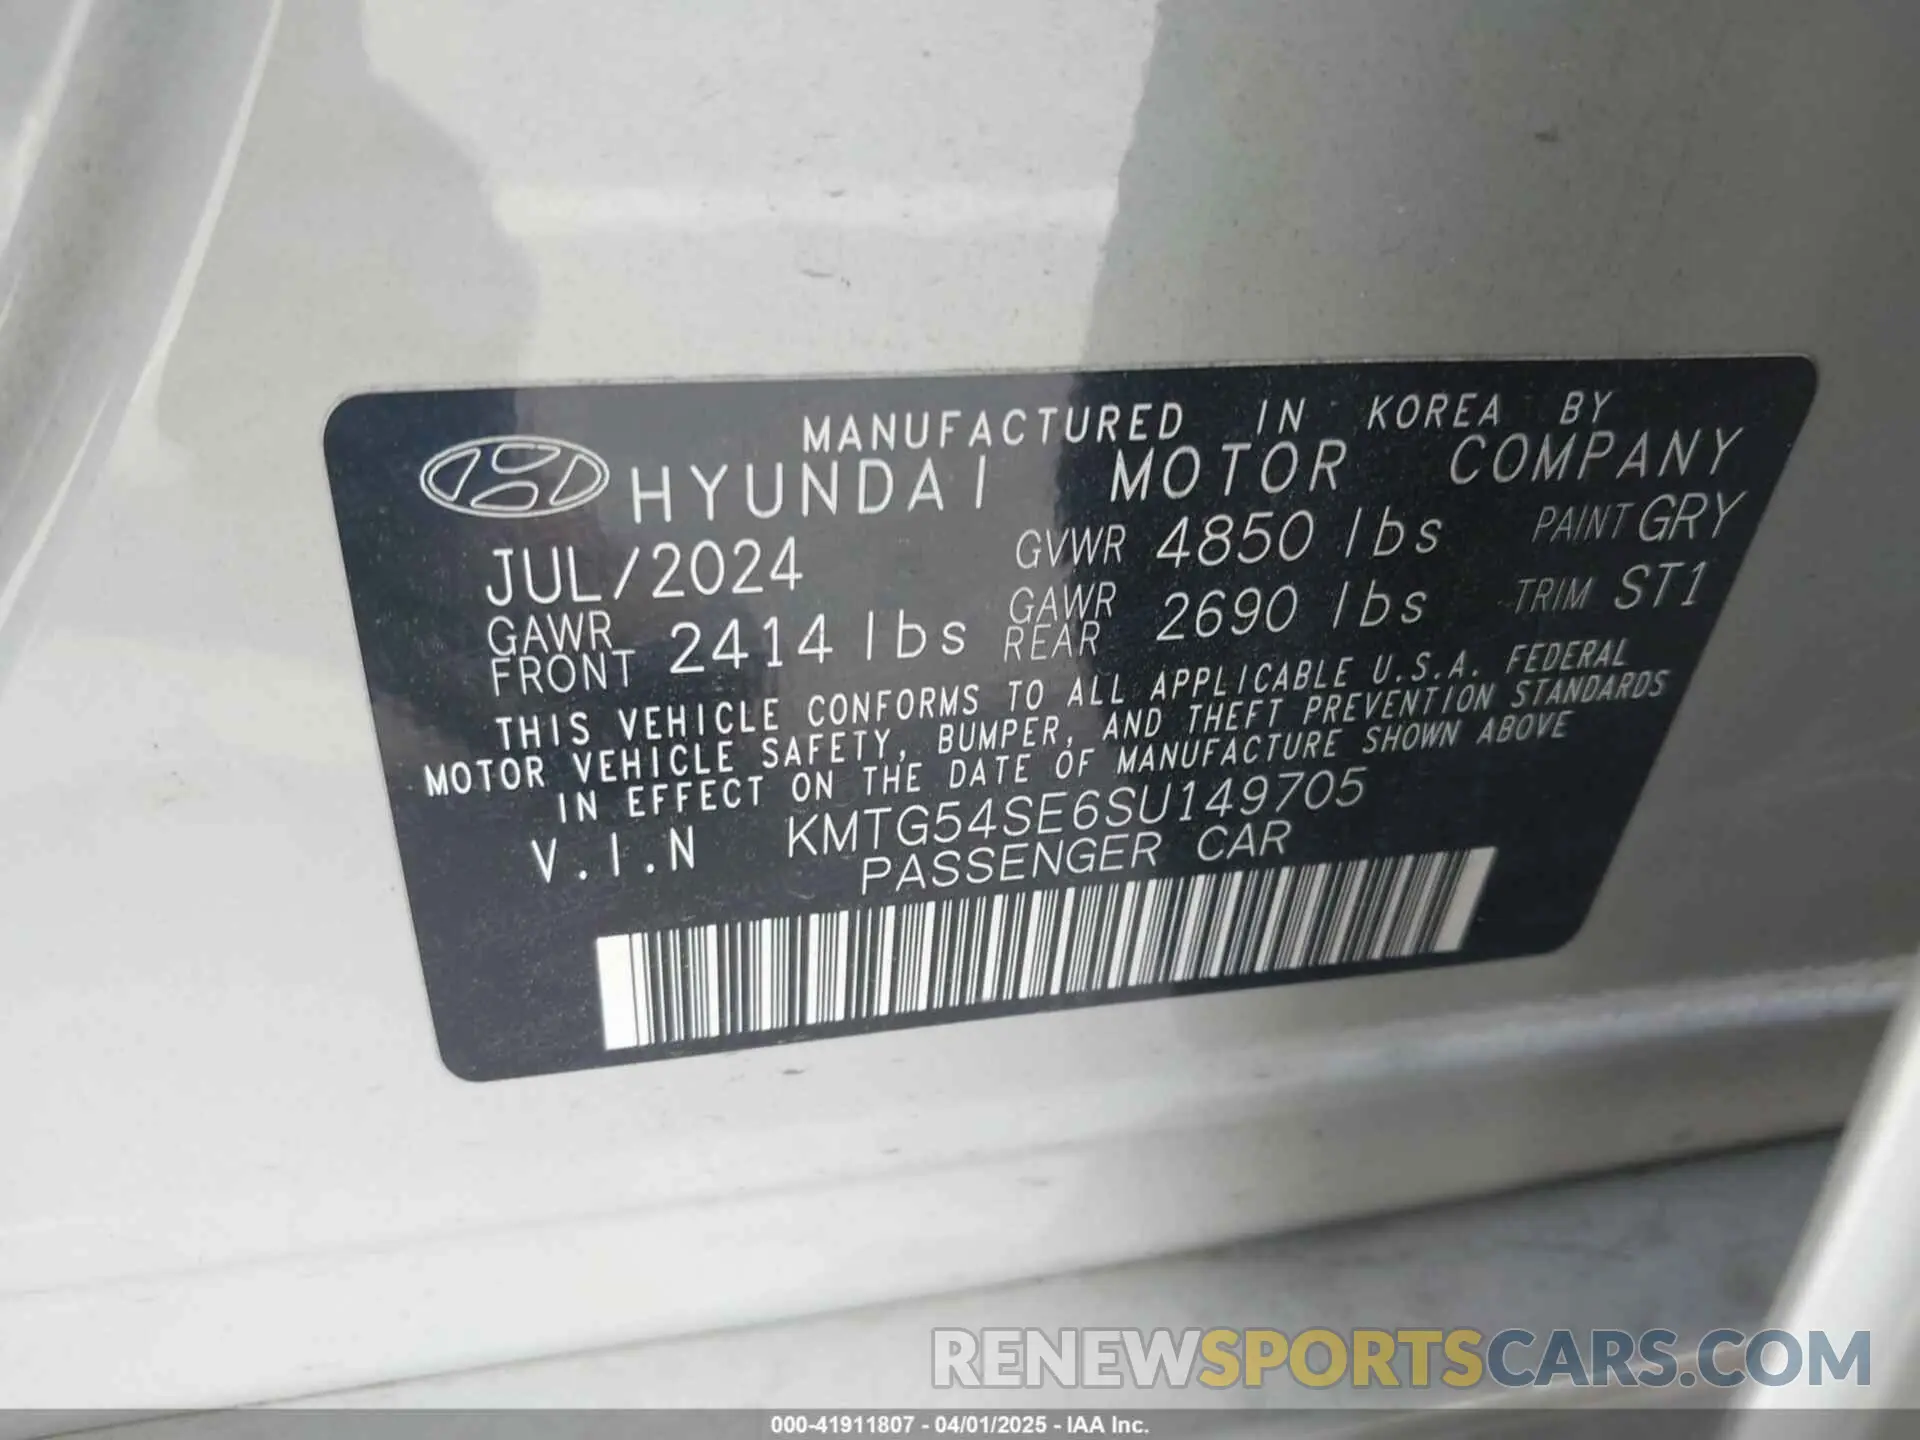 MANUFACTURED IN KOREA BY
HYUNDAI MOTOR COMPANY
JUL/2024 GVWR 4850 lbs PAINT GRY
GAWR FRONT 2414 lbs GAWR REAR 2690 lbs TRIM ST1
THIS VEHICLE CONFORMS TO ALL APPLICABLE U.S.A. FEDERAL
MOTOR VEHICLE SAFETY, BUMPER, AND THEFT PREVENTION STANDARDS
IN EFFECT ON THE DATE OF MANUFACTURE SHOWN ABOVE
V.I.N KMTG54SE6SU149705
PASSENGER CAR
RENEWSPORTSCARS.COM
000-41911807 - 04/01/2025 - IAA Inc.